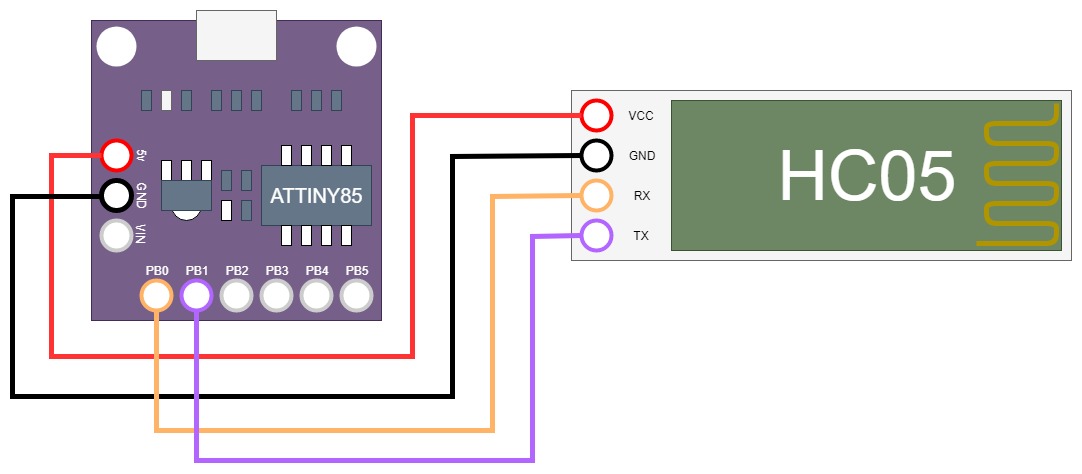 5v
GND
VIN
ATTINY85
PB0 PB1 PB2 PB3 PB4 PB5
VCC
GND
RX
TX
HC05